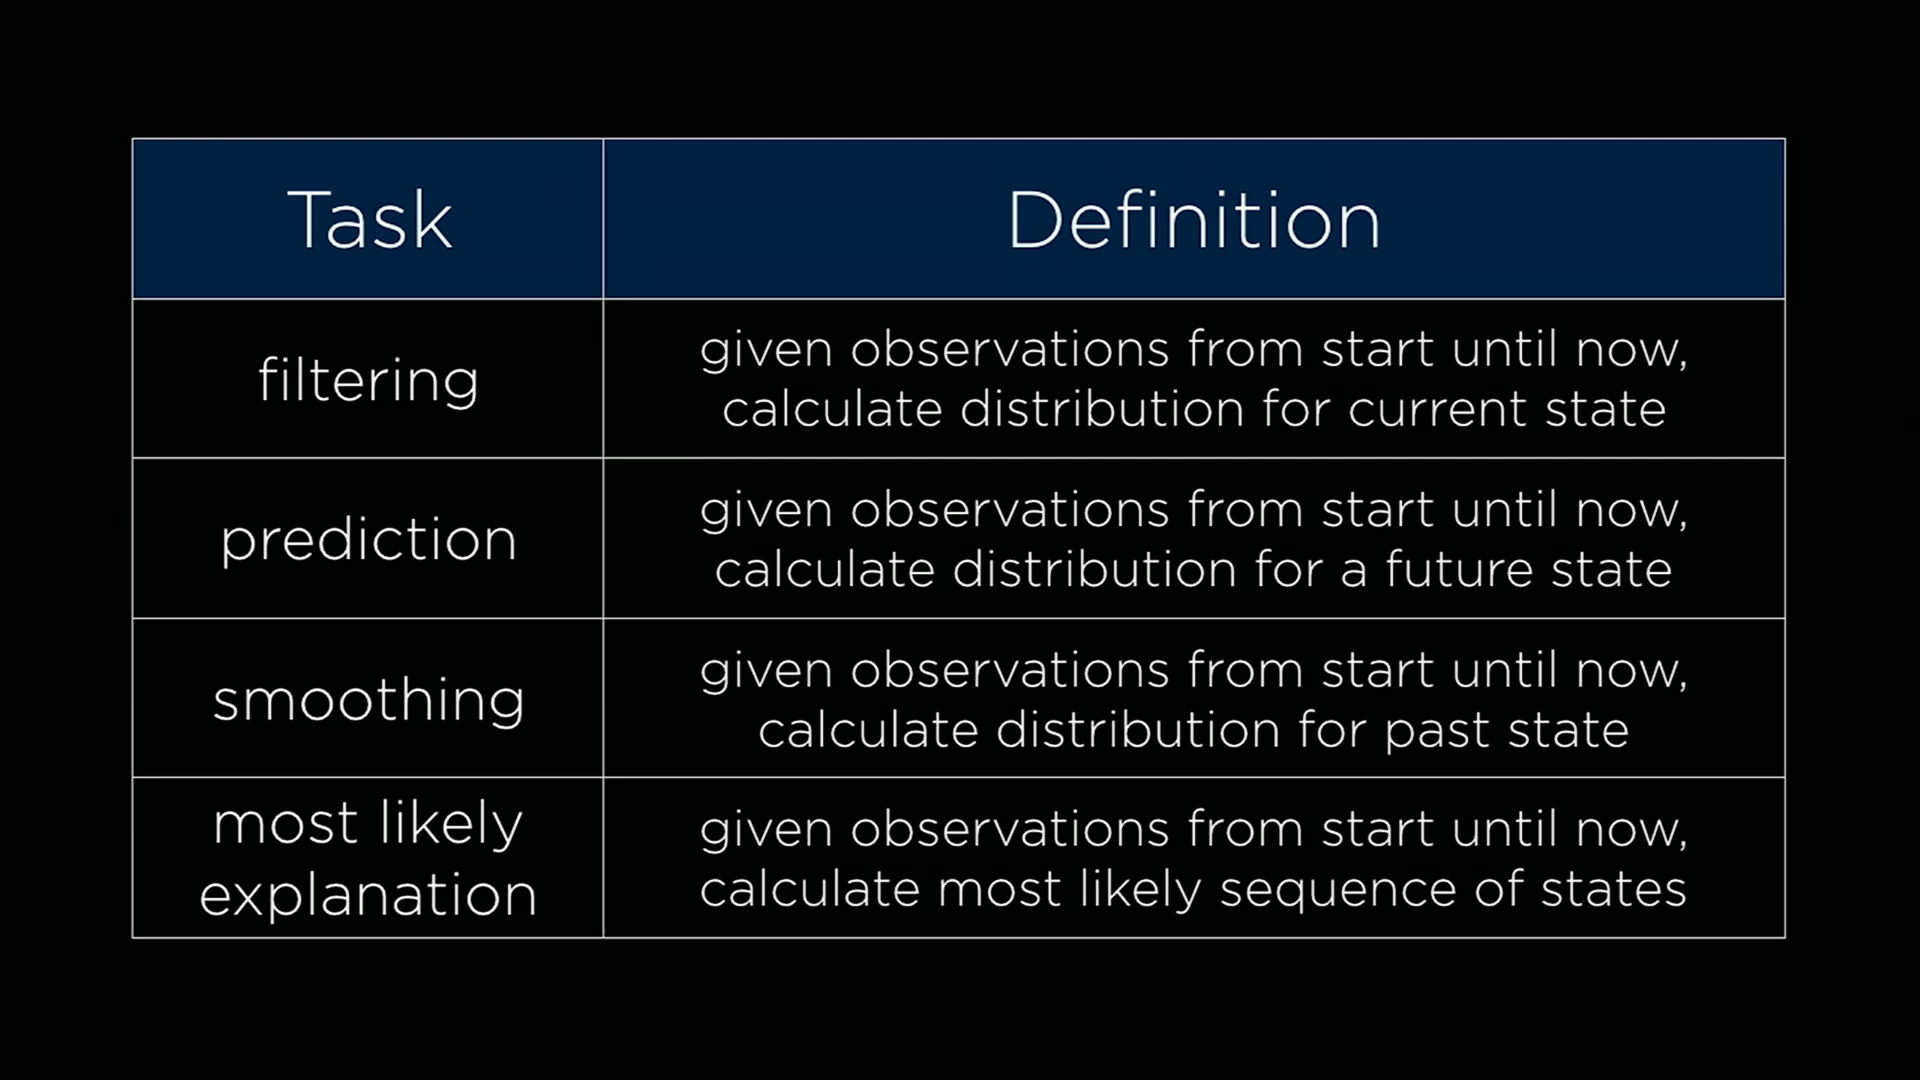 Task
Definition
filtering
given observations from start until now,
calculate distribution for current state
prediction
given observations from start until now,
calculate distribution for a future state
smoothing
given observations from start until now,
calculate distribution for past state
most likely
explanation
given observations from start until now,
calculate most likely sequence of states